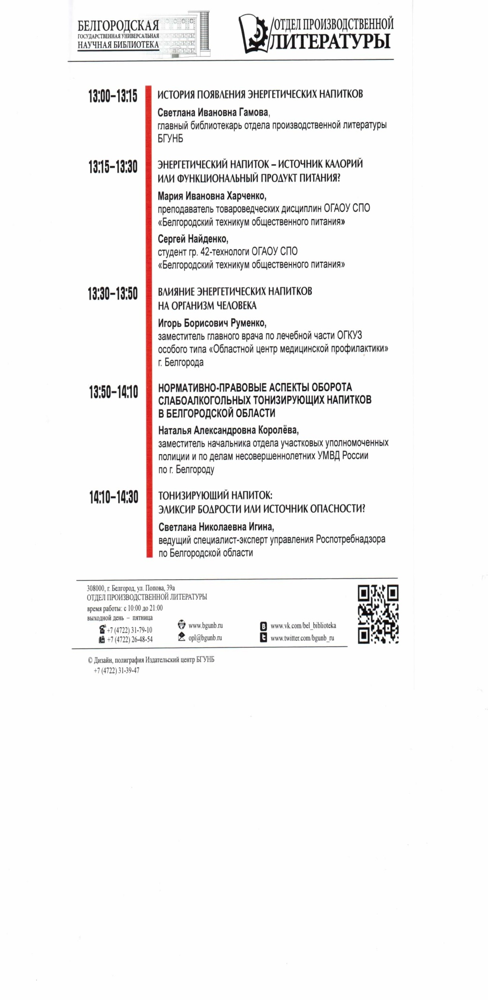 БЕЛГОРОДСКАЯ
ГОСУДАРСТВЕННАЯ УНИВЕРСАЛЬНАЯ
НАУЧНАЯ БИБЛИОТЕКА
ОТДЕЛ ПРОИЗВОДСТВЕННОЙ
ЛИТЕРАТУРЫ
13:00–13:15
ИСТОРИЯ ПОЯВЛЕНИЯ ЭНЕРГЕТИЧЕСКИХ НАПИТКОВ
Светлана Ивановна Гамова,
главный библиотекарь отдела производственной литературы
БГУНБ
13:15–13:30
ЭНЕРГЕТИЧЕСКИЙ НАПИТОК – ИСТОЧНИК КАЛОРИЙ
ИЛИ ФУНКЦИОНАЛЬНЫЙ ПРОДУКТ ПИТАНИЯ?
Мария Ивановна Харченко,
преподаватель товароведческих дисциплин ОГАОУ СПО
«Белгородский техникум общественного питания»
Сергей Найденко,
студент гр. 42-технологи ОГАОУ СПО
«Белгородский техникум общественного питания»
13:30–13:50
ВЛИЯНИЕ ЭНЕРГЕТИЧЕСКИХ НАПИТКОВ
НА ОРГАНИЗМ ЧЕЛОВЕКА
Игорь Борисович Руменко,
заместитель главного врача по лечебной части ОГКУЗ
особого типа «Областной центр медицинской профилактики»
г. Белгорода
13:50–14:10
НОРМАТИВНО-ПРАВОВЫЕ АСПЕКТЫ ОБОРОТА
СЛАБОАЛКОГОЛЬНЫХ ТОНИЗИРУЮЩИХ НАПИТКОВ
В БЕЛГОРОДСКОЙ ОБЛАСТИ
Наталья Александровна Королёва,
заместитель начальника отдела участковых уполномоченных
полиции и по делам несовершеннолетних УМВД России
по г. Белгороду
14:10–14:30
ТОНИЗИРУЮЩИЙ НАПИТОК:
ЭЛИКСИР БОДРОСТИ ИЛИ ИСТОЧНИК ОПАСНОСТИ?
Светлана Николаевна Игина,
ведущий специалист-эксперт управления Роспотребнадзора
по Белгородской области
308000, г. Белгород, ул. Попова, 39а
ОТДЕЛ ПРОИЗВОДСТВЕННОЙ ЛИТЕРАТУРЫ
время работы: с 10:00 до 21:00
выходной день – пятница
+7 (4722) 31-79-10
+7 (4722) 26-48-54
www.bgunb.ru
opl@bgunb.ru
www.vk.com/bel_biblioteka
www.twitter.com/bgunb_ru
© Дизайн, полиграфия Издательский центр БГУНБ
+7 (4722) 31-39-47